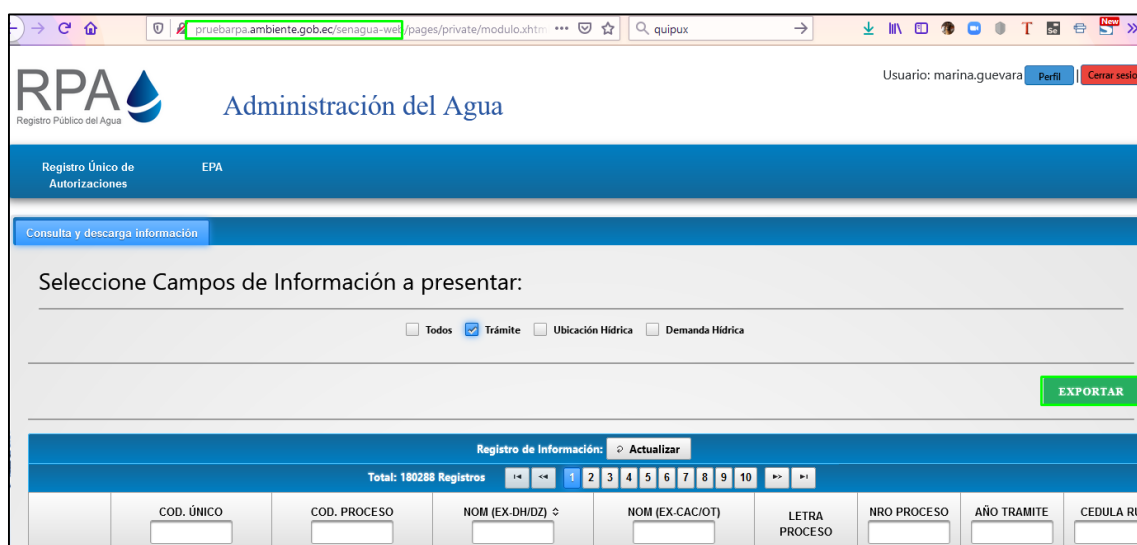 pruebarpa.ambiente.gob.ec/senagua-web/pages/private/modulo.xhtm
quipux
New
RPA
Registro Público del Agua
Administración del Agua
Usuario: marina.guevara Perfil | Cerrar sesio
Registro Único de
Autorizaciones
EPA
Consulta y descarga información
Seleccione Campos de Información a presentar:
Todos Trámite Ubicación Hídrica Demanda Hídrica
EXPORTAR
Registro de Información: Actualizar
Total: 180288 Registros 1 2 3 4 5 6 7 8 9 10
COD. ÚNICO COD. PROCESO NOM (EX-DH/DZ) NOM (EX-CAC/OT) LETRA
PROCESO NRO PROCESO AÑO TRAMITE CEDULA RU